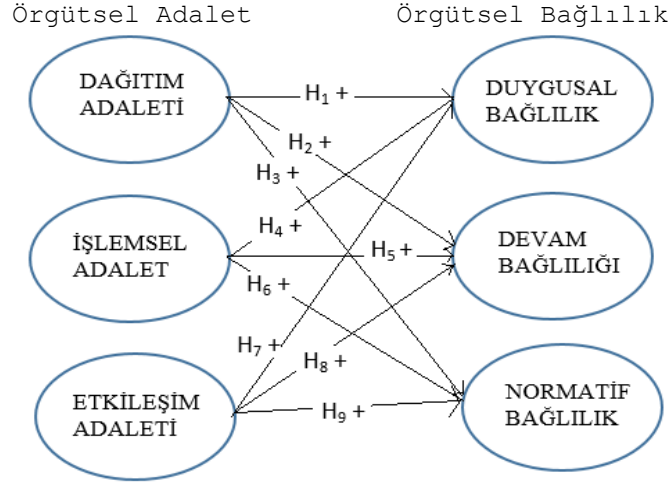 Örgütsel Adalet
Örgütsel Bağlılık
DAĞITIM
ADALETİ
H₁ +
DUYGUSAL
BAĞLILIK
H₂ +
H₃ +
H₄ +
İŞLEMSEL
ADALET
H₅ +
DEVAM
BAĞLILIĞI
H₆ +
H₇ +
H₈ +
ETKİLEŞİM
ADALETİ
H₉ +
NORMATİF
BAĞLILIK